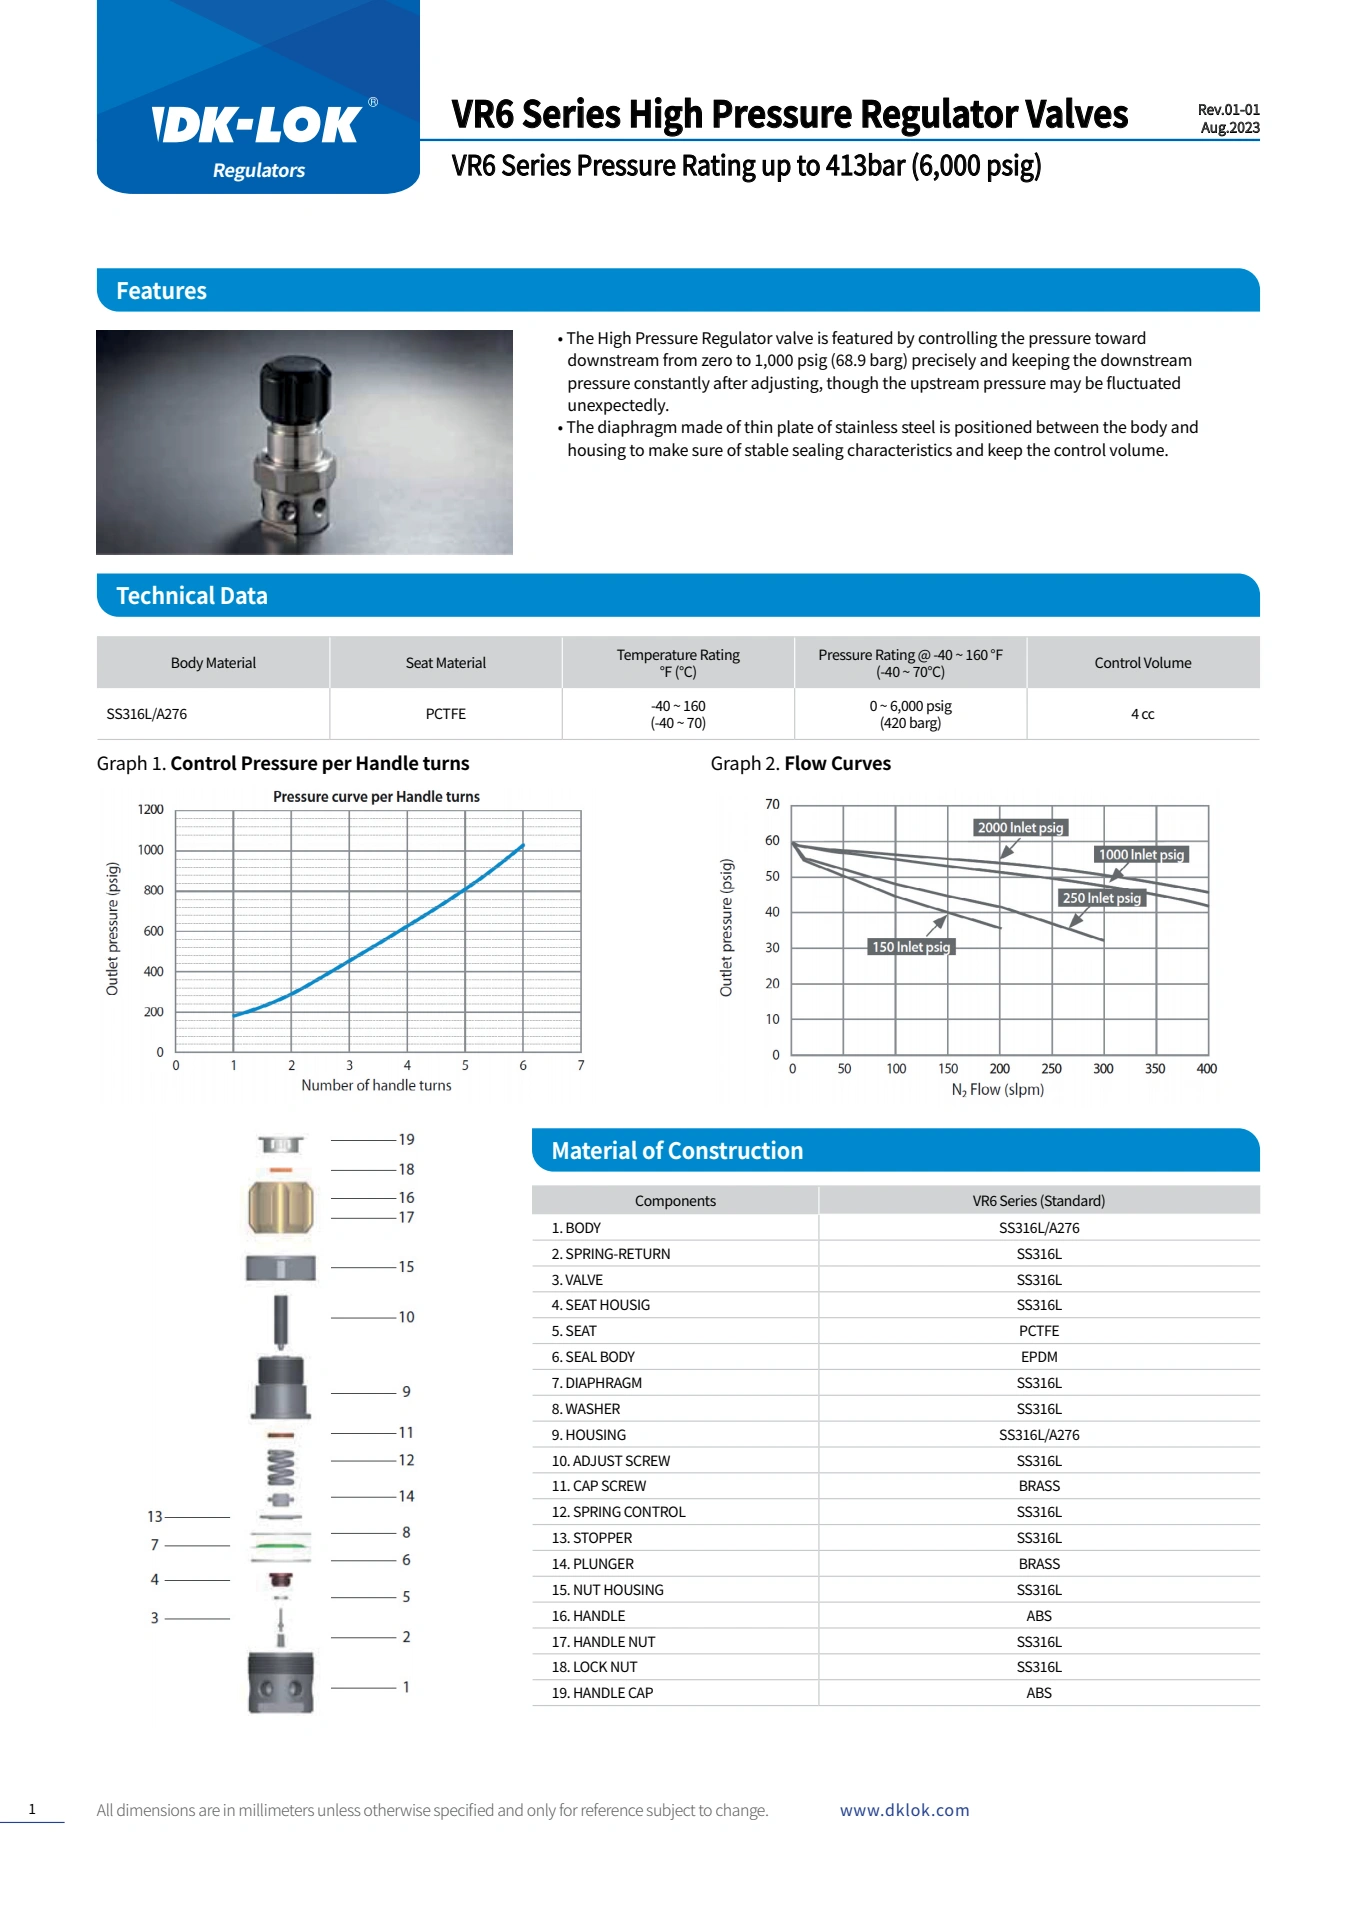 DK-LOK®
Regulators
VR6 Series High Pressure Regulator Valves
Rev.01-01
Aug.2023
VR6 Series Pressure Rating up to 413bar (6,000 psig)
Features
• The High Pressure Regulator valve is featured by controlling the pressure toward
downstream from zero to 1,000 psig (68.9 barg) precisely and keeping the downstream
pressure constantly after adjusting, though the upstream pressure may be fluctuated
unexpectedly.
• The diaphragm made of thin plate of stainless steel is positioned between the body and
housing to make sure of stable sealing characteristics and keep the control volume.
Technical Data
Body Material
Seat Material
Temperature Rating
°F (°C)
Pressure Rating @ -40 ~ 160 °F
(-40 ~ 70°C)
Control Volume
SS316L/A276
PCTFE
-40 ~ 160
(-40 ~ 70)
0 ~ 6,000 psig
(420 barg)
4 cc
Graph 1. Control Pressure per Handle turns
Pressure curve per Handle turns
Outlet pressure (psig)
1200
1000
800
600
400
200
0
0 1 2 3 4 5 6 7
Number of handle turns
Graph 2. Flow Curves
Outlet pressure (psig)
70
60
50
40
30
20
10
0
2000 Inlet psig
1000 Inlet psig
250 Inlet psig
150 Inlet psig
0 50 100 150 200 250 300 350 400
N₂ Flow (slpm)
19
18
16
17
15
10
9
11
12
14
13
8
7
6
4
5
3
2
1
Material of Construction
Components VR6 Series (Standard)
1. BODY SS316L/A276
2. SPRING-RETURN SS316L
3. VALVE SS316L
4. SEAT HOUSIG SS316L
5. SEAT PCTFE
6. SEAL BODY EPDM
7. DIAPHRAGM SS316L
8. WASHER SS316L
9. HOUSING SS316L/A276
10. ADJUST SCREW SS316L
11. CAP SCREW BRASS
12. SPRING CONTROL SS316L
13. STOPPER SS316L
14. PLUNGER BRASS
15. NUT HOUSING SS316L
16. HANDLE ABS
17. HANDLE NUT SS316L
18. LOCK NUT SS316L
19. HANDLE CAP ABS
1
All dimensions are in millimeters unless otherwise specified and only for reference subject to change.
www.dklok.com